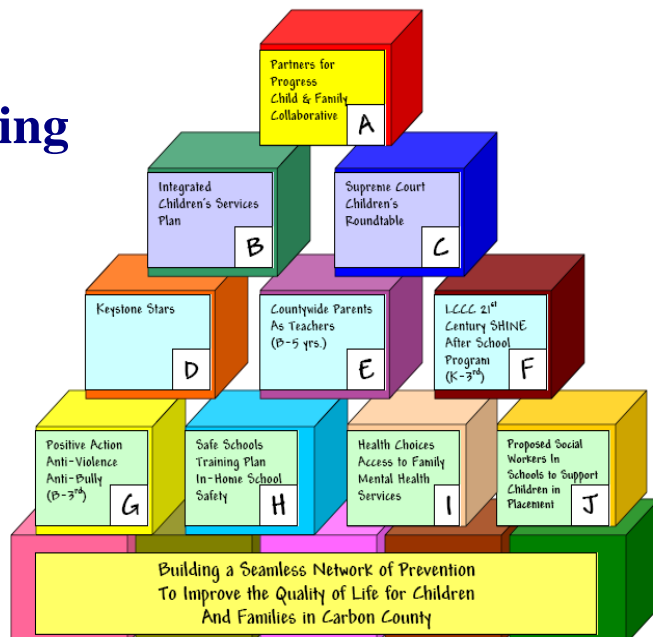 ing
Partners for
Progress
Child & Family
Collaborative
A
Integrated
Children's Services
Plan
B
Supreme Court
Children's
Roundtable
C
Keystone Stars
D
Countywide Parents
As Teachers
(B-5 yrs.)
E
LCCC 21st
Century SHINE
After School
Program
(K-3rd)
F
Positive Action
Anti-Violence
Anti-Bully
(B-3rd)
G
Safe Schools
Training Plan
In-Home School
Safety
H
Health Choices
Access to Family
Mental Health
Services
I
Proposed Social
Workers In
Schools to Support
Children in
Placement
J
Building a Seamless Network of Prevention
To Improve the Quality of Life for Children
And Families in Carbon County